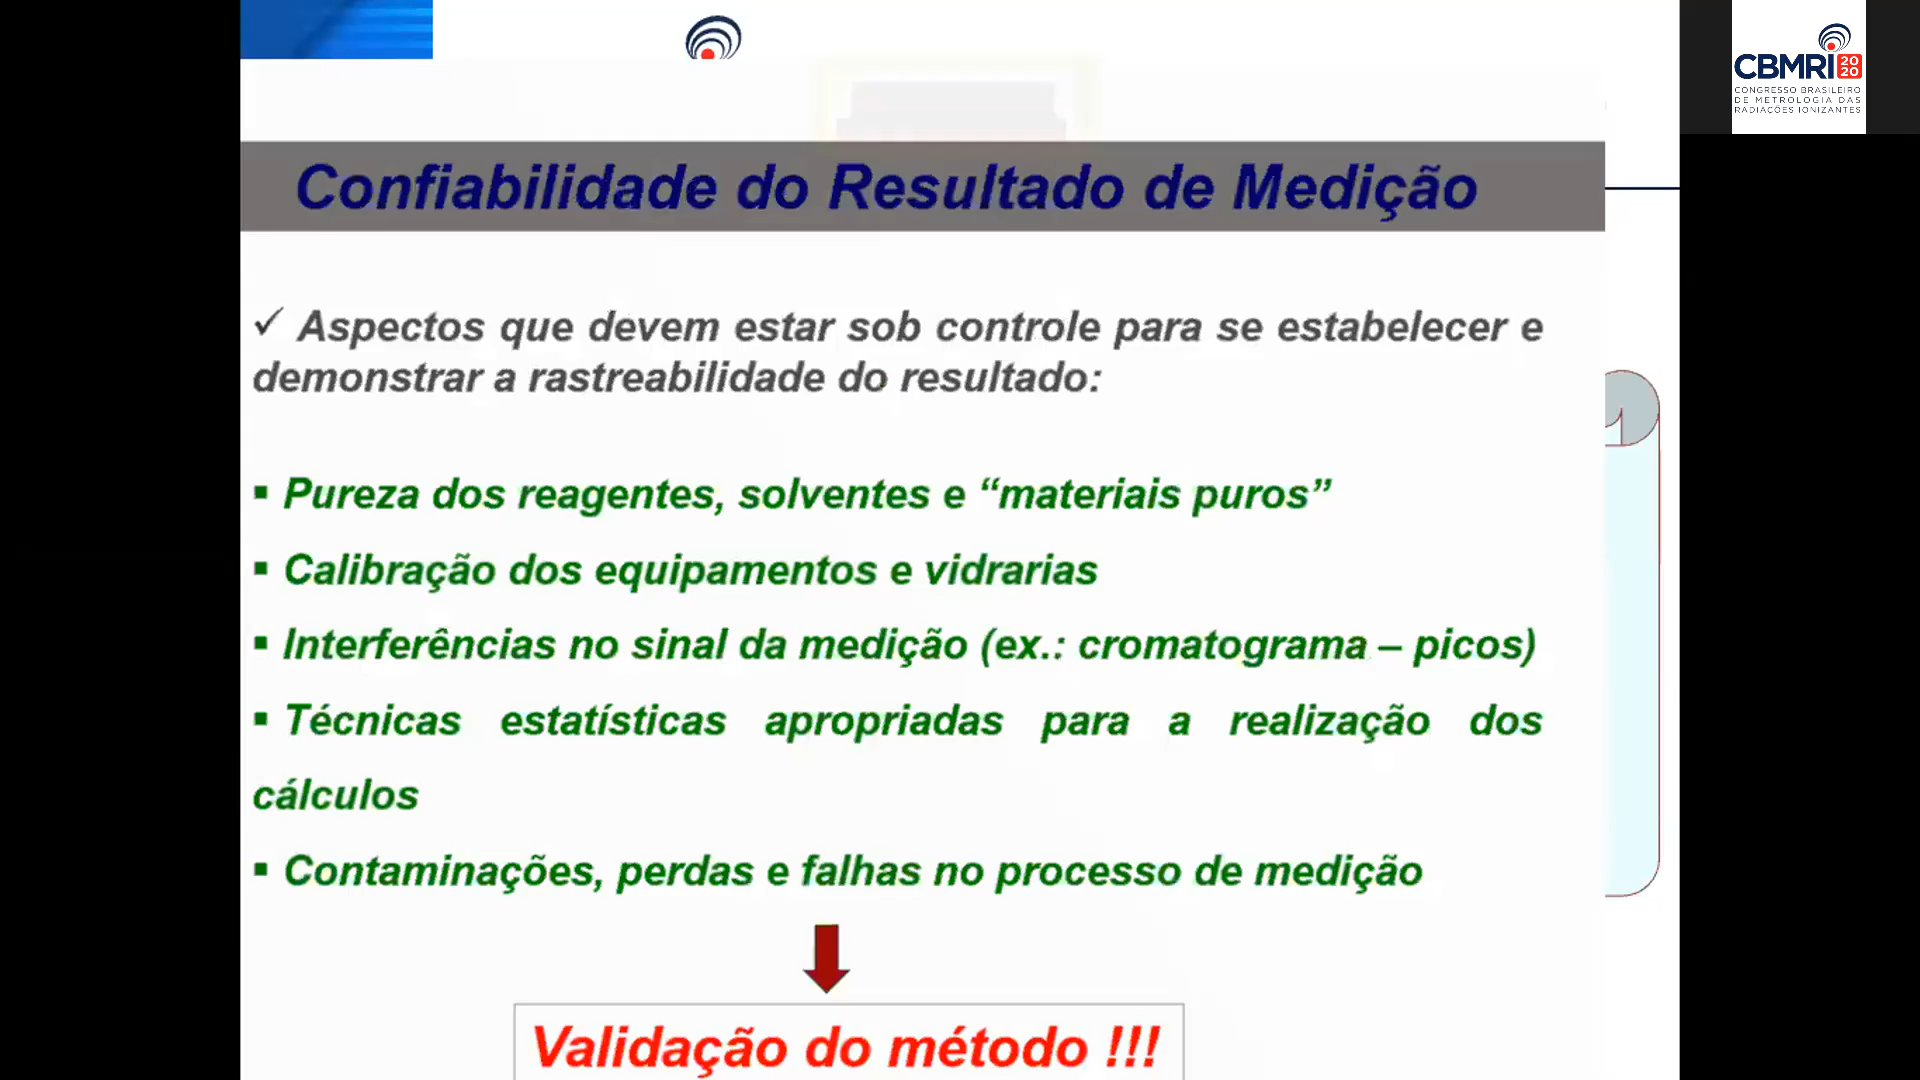 CBMRI 20
20
CONGRESSO BRASILEIRO
DE METROLOGIA DAS
RADIAÇÕES IONIZANTES
Confiabilidade do Resultado de Medição
✓ Aspectos que devem estar sob controle para se estabelecer e
demonstrar a rastreabilidade do resultado:
▪ Pureza dos reagentes, solventes e “materiais puros”
▪ Calibração dos equipamentos e vidrarias
▪ Interferências no sinal da medição (ex.: cromatograma – picos)
▪ Técnicas estatísticas apropriadas para a realização dos
cálculos
▪ Contaminações, perdas e falhas no processo de medição
Validação do método !!!